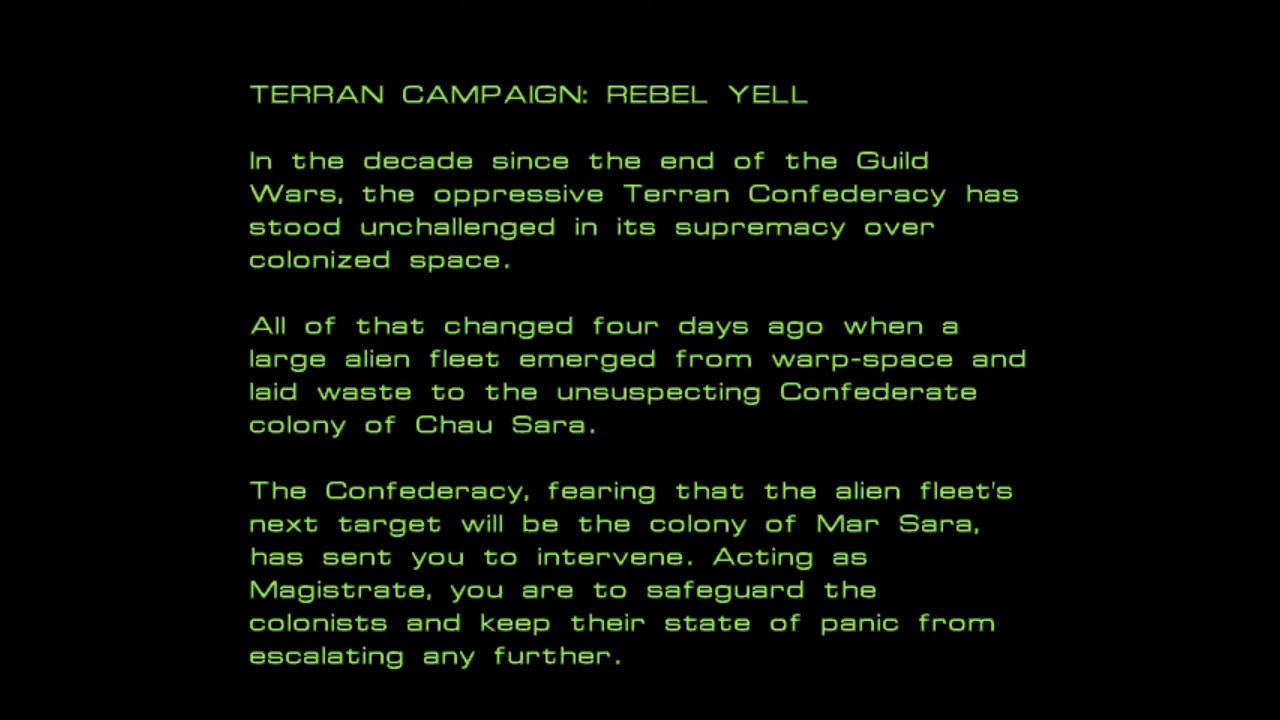 TERRAN CAMPAIGN: REBEL YELL
In the decade since the end of the Guild
Wars, the oppressive Terran Confederacy has
stood unchallenged in its supremacy over
colonized space.
All of that changed four days ago when a
large alien fleet emerged from warp-space and
laid waste to the unsuspecting Confederate
colony of Chau Sara.
The Confederacy, fearing that the alien fleet's
next target will be the colony of Mar Sara,
has sent you to intervene. Acting as
Magistrate, you are to safeguard the
colonists and keep their state of panic from
escalating any further.